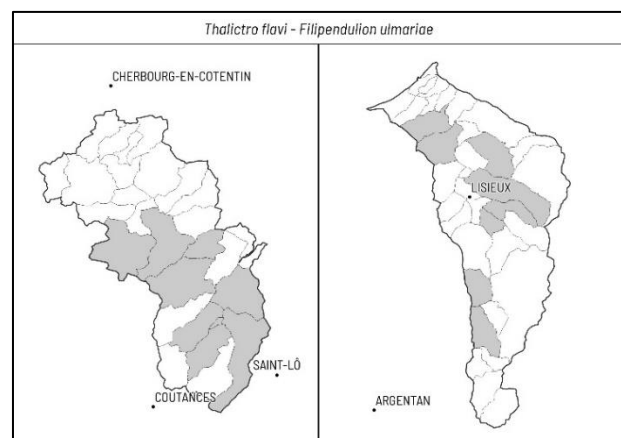 Thalictro flavi - Filipendulion ulmariae
CHERBOURG-EN-COTENTIN
SAINT-LÔ
COUTANCES
LISIEUX
ARGENTAN